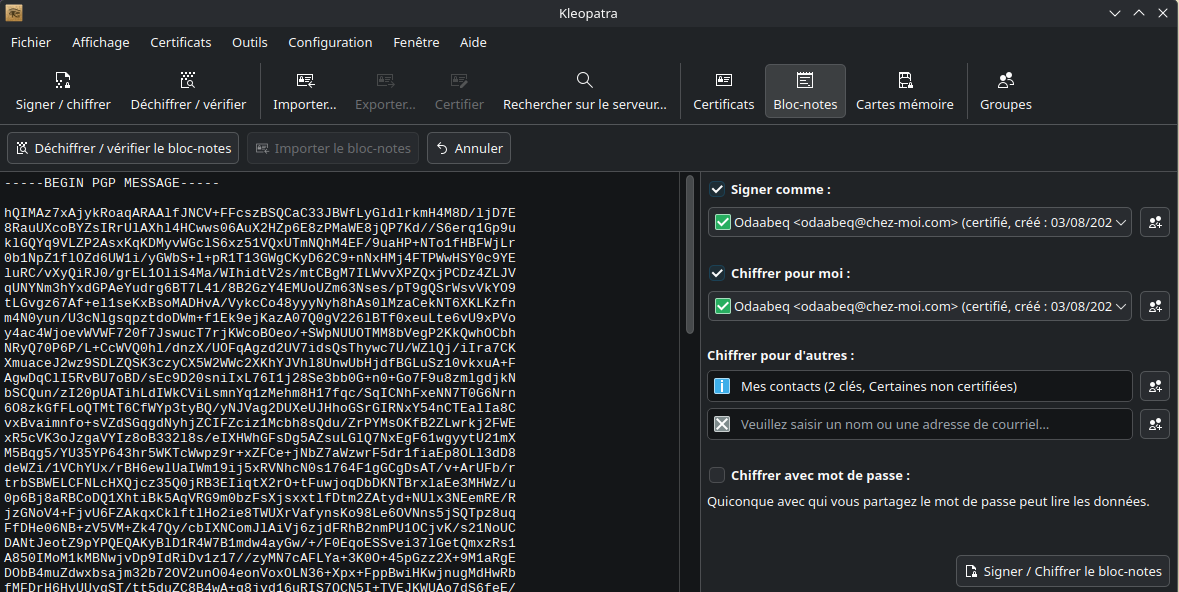 Kleopatra
Fichier Affichage Certificats Outils Configuration Fenêtre Aide
Signer / chiffrer Déchiffrer / vérifier Importer... Exporter... Certifier Rechercher sur le serveur... Certificats Bloc-notes Cartes mémoire Groupes
Déchiffrer / vérifier le bloc-notes Importer le bloc-notes Annuler
-----BEGIN PGP MESSAGE-----
hQIMAz7xAjykRoaqARAAlfJNCV+FFcszBSQCaC33JBWfLyGldlrkmH4M8D/ljD7E
8RauUXcoBYZsIRrUlAXhl4HCwws06AuX2HZp6E8zPMaWE8jQP7Kd//S6erq1Gp9u
klGQYq9VLZP2AsxKqKDMyvWGclS6xz51VQxUTmNQhM4EF/9uaHP+NTo1fHBFWjLr
0b1NpZ1flOZd6UW1i/yGWbS+l+pR1T13GWgCKyD62C9+nNxHMj4FTPWwHSY0c9YE
luRC/vXyQiRJ0/grEL1OliS4Ma/WIhidtV2s/mtCBgM7ILWvvXPZQxjPCDz4ZLJV
qUNYNm3hYxdGPAeYudrg6BT7L41/8B2GzY4EMUoUZm63Nses/pT9gQSrWsvVkYO9
tLGvgz67Af+el1seKxBsoMADHvA/VykcCo48yyyNyh8hAs0lMZaCekNT6XKLKzfn
m4N0yun/U3cNlgsqpztdoDWm+f1Ek9ejKazA07Q0gV226lBTf0xeuLte6vU9xPVo
y4ac4WjoevWVWF720f7JswucT7rjKWcoBOeo/+SWpNUUOTMM8bVegP2KkQwhOCbh
NRyQ70P6P/L+CcWVQ0hl/dnzX/UOFqAgzd2UV7idsQsThywc7U/WZlQj/iIra7CK
XmuaceJ2wz9SDLZQSK3czyCX5W2WWc2XKhYJVhl8UnwUbHjdfBGLuSz10vkxuA+F
AgwDqClI5RvBU7oBD/sEc9D20sniIxL76I1j28Se3bb0G+n0+Go7F9u8zmlgdjkN
bSCQun/zI20pUATihLdIWkCViLsmnYq1zMehm8H17fqc/SqICNhFxeNN7T0G6Nrn
6O8zkGfFLoQTMtT6CfWYp3tyBQ/yNJVag2DUXeUJHhoGSrGIRNxY54nCTEalIa8C
vxBvaimnfo+sVZdSGqgdNyhjZCIFZciz1Mcbh8sQdu/ZrPYMsOKfB2ZLwrkj2FWE
xR5cVK3oJzgaVYIz8oB332l8s/eIXHWhGFsDg5AZsuLGlQ7NxEgF61wgyytU21mX
M5Bqg5/YU35YP643hr5WKTcWwpz9r+xZFCe+jNbZ7aWzwrF5dr1fiaEp8OLl3dD8
deWZi/1VChYUx/rBH6ewlUaIWm19ij5xRVNhcN0s1764F1gGCgDsAT/v+ArUFb/r
trbSBWELCFNLcHXQjcz35Q0jRB3EIiqtX2rO+tFuwjoqDbDKNTBrxlaEe3MHWz/u
0p6Bj8aRBCoDQ1XhtiBk5AqVRG9m0bzFsXjsxxtlfDtm2ZAtyd+NUlx3NEemRE/R
jzGNoV4+FjvU6FZAkqxCklftlHo2ie8TWUXrVafynsKo98Le6OVNns5jSQTpz8uq
FfDHe06NB+zV5VM+Zk47Qy/cbIXNComJlAiVj6zjdFRhB2nmPU1OCjvK/s21NoUC
DANtJeotZ9pYPQEQAKyBlD1R4W7B1mdw4ayGw/+/F0EqoESSvei37lGetQmxzRs1
A850IMoM1kMBNwjvDp9IdRiDv1z17//zyMN7cAFLYa+3K0O+45pGzz2X+9M1aRgE
DObB4muZdwxbsajm32b72OV2unO04eonVoxOLN36+Xpx+FppBwiHKwjnugMdHwRb
Signer comme :
Odaabeq <odaabeq@chez-moi.com> (certifié, créé : 03/08/202
Chiffrer pour moi :
Odaabeq <odaabeq@chez-moi.com> (certifié, créé : 03/08/202
Chiffrer pour d'autres :
Mes contacts (2 clés, Certaines non certifiées)
Veuillez saisir un nom ou une adresse de courriel...
Chiffrer avec mot de passe :
Quiconque avec qui vous partagez le mot de passe peut lire les données.
Signer / Chiffrer le bloc-notes